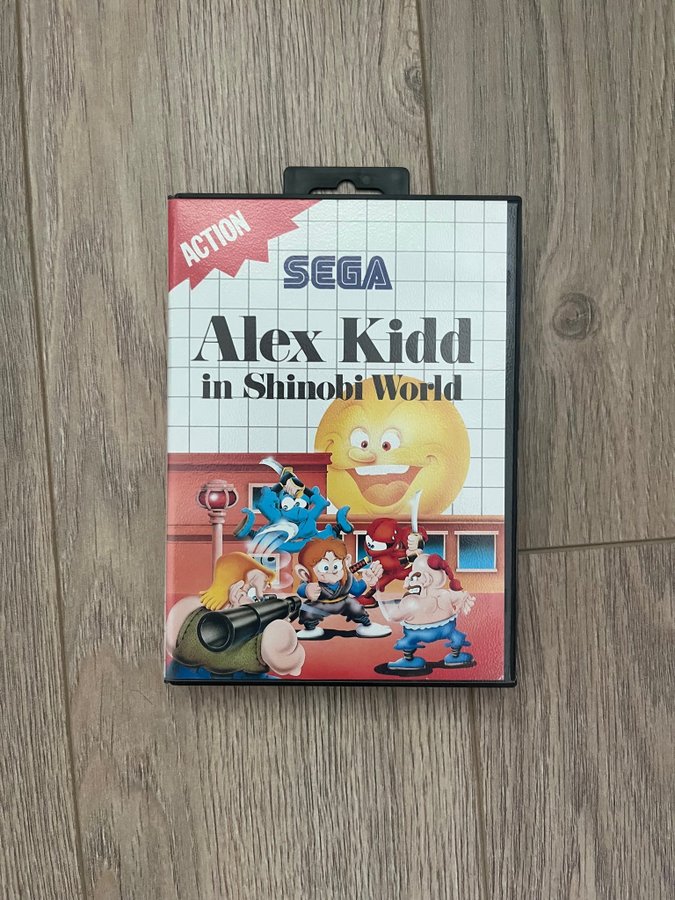 ACTION
SEGA
Alex Kidd
in Shinobi World